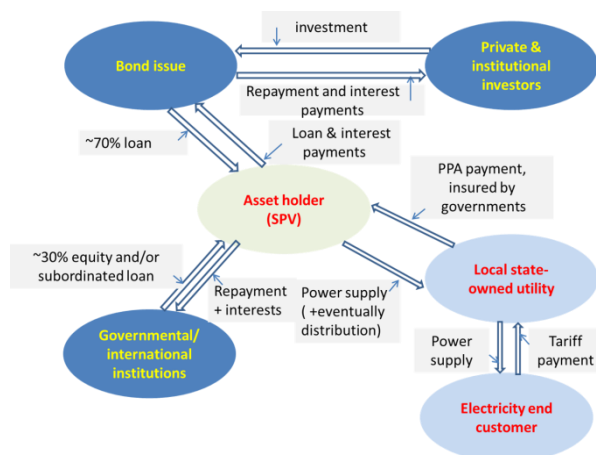 investment
Bond issue
Private &
institutional
investors
Repayment and interest
payments
~70% loan
Loan & interest
payments
PPA payment,
insured by
governments
Asset holder
(SPV)
~30% equity and/or
subordinated loan
Local state-
owned utility
Repayment
+ interests
Power supply
( +eventually
distribution)
Governmental/
international
institutions
Power
supply
Tariff
payment
Electricity end
customer